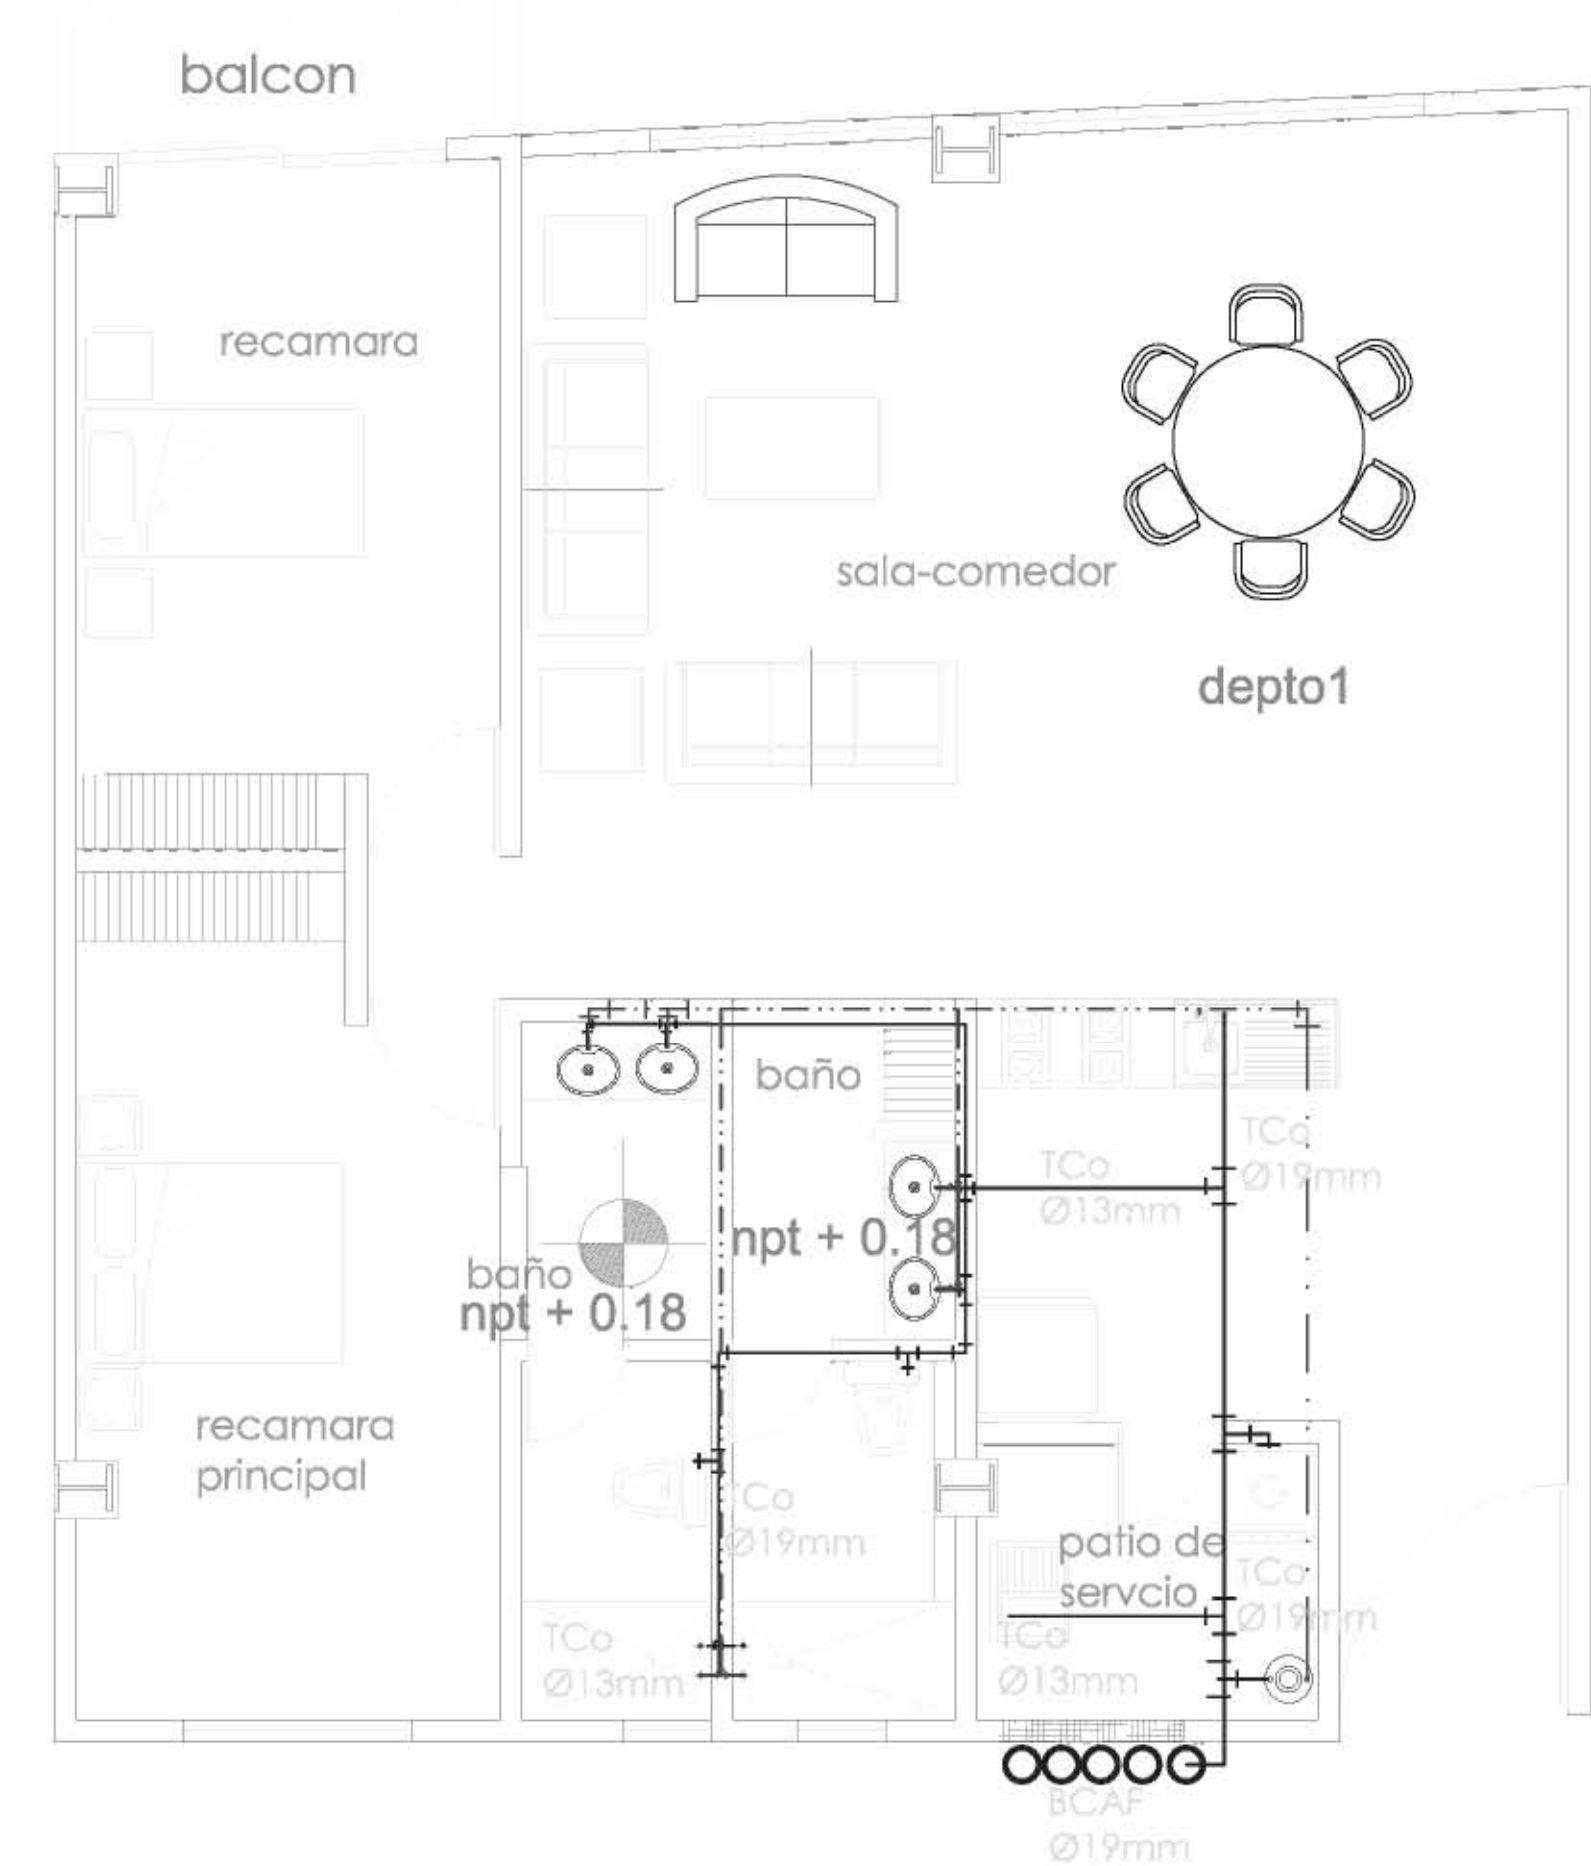 balcon
recamara
sala-comedor
depto1
baño
TCo
Ø19mm
TCo
Ø13mm
npt + 0.18
baño
npt + 0.18
recamara
principal
TCo
Ø19mm
patio de
servcio
TCo
Ø19mm
TCo
Ø13mm
TCo
Ø13mm
BCAF
Ø19mm